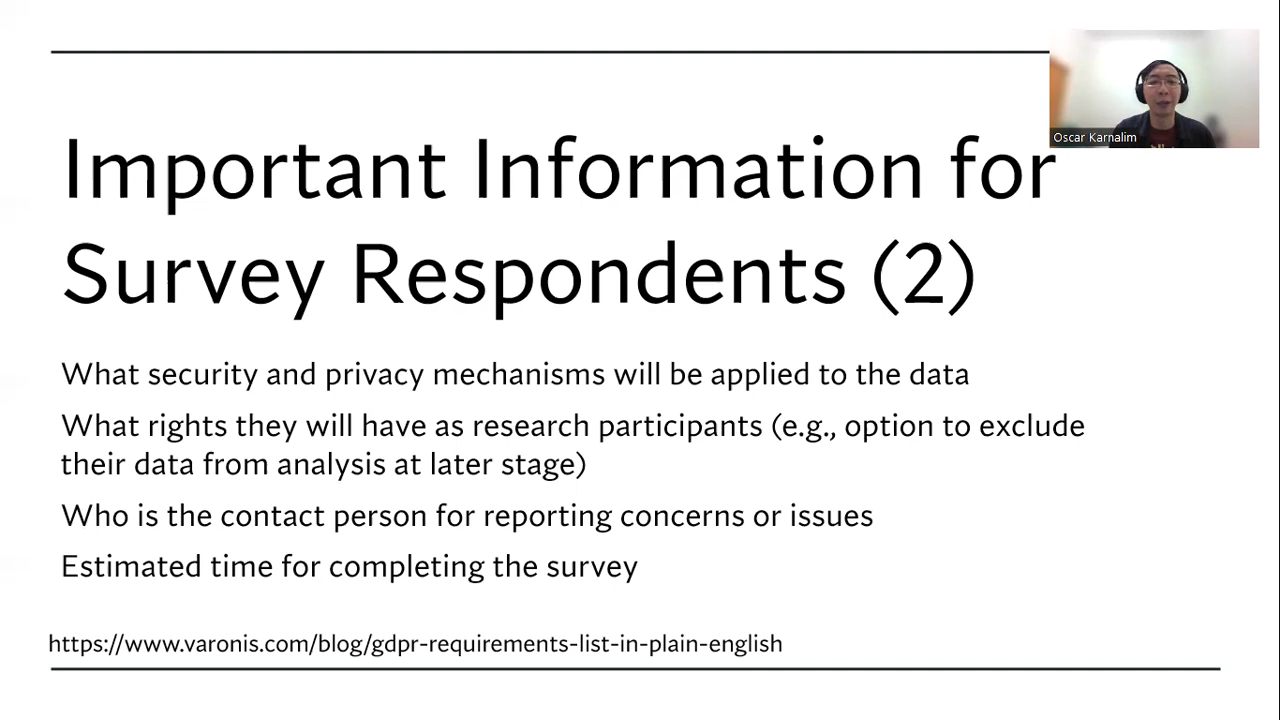 Oscar Karnalim
Important Information for
Survey Respondents (2)
What security and privacy mechanisms will be applied to the data
What rights they will have as research participants (e.g., option to exclude
their data from analysis at later stage)
Who is the contact person for reporting concerns or issues
Estimated time for completing the survey
https://www.varonis.com/blog/gdpr-requirements-list-in-plain-english